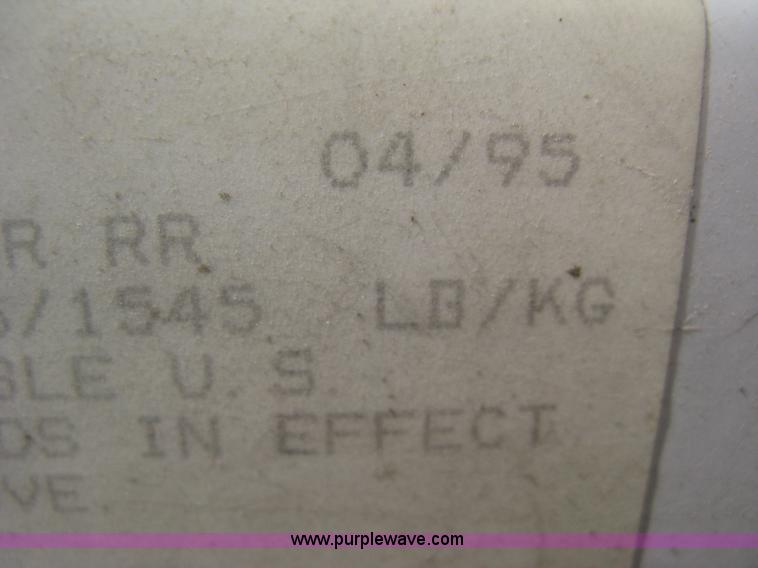 04/95
R RR
/1545 LB/KG
BLE U.S.
DS IN EFFECT
VE.
www.purplewave.com